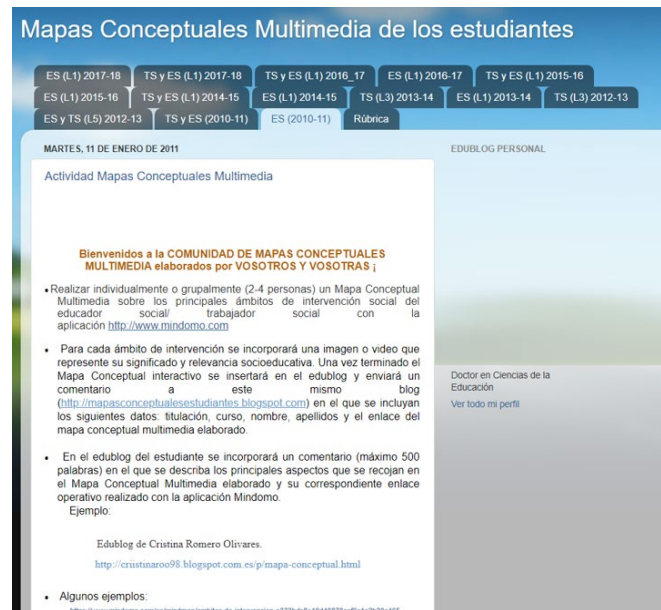 Mapas Conceptuales Multimedia de los estudiantes
ES (L1) 2017-18 TS y ES (L1) 2017-18 TS y ES (L1) 2016_17 ES (L1) 2016-17 TS y ES (L1) 2015-16
ES (L1) 2015-16 TS y ES (L1) 2014-15 ES (L1) 2014-15 TS (L3) 2013-14 ES (L1) 2013-14 TS (L3) 2012-13
ES y TS (L5) 2012-13 TS y ES (2010-11) ES (2010-11) Rúbrica
MARTES, 11 DE ENERO DE 2011
Actividad Mapas Conceptuales Multimedia
Bienvenidos a la COMUNIDAD DE MAPAS CONCEPTUALES
MULTIMEDIA elaborados por VOSOTROS Y VOSOTRAS ¡
• Realizar individualmente o grupalmente (2-4 personas) un Mapa Conceptual
Multimedia sobre los principales ámbitos de intervención social del
educador social/ trabajador social con la
aplicación http://www.mindomo.com
• Para cada ámbito de intervención se incorporará una imagen o video que
represente su significado y relevancia socioeducativa. Una vez terminado el
Mapa Conceptual interactivo se insertará en el edublog y enviará un
comentario a este mismo blog
(http://mapasconceptualesestudiantes.blogspot.com) en el que se incluyan
los siguientes datos: titulación, curso, nombre, apellidos y el enlace del
mapa conceptual multimedia elaborado.
• En el edublog del estudiante se incorporará un comentario (máximo 500
palabras) en el que se describa los principales aspectos que se recojan en
el Mapa Conceptual Multimedia elaborado y su correspondiente enlace
operativo realizado con la aplicación Mindomo.
Ejemplo:
Edublog de Cristina Romero Olivares.
http://criistinaroo98.blogspot.com.es/p/mapa-conceptual.html
• Algunos ejemplos:
EDUBLOG PERSONAL
Doctor en Ciencias de la
Educación
Ver todo mi perfil